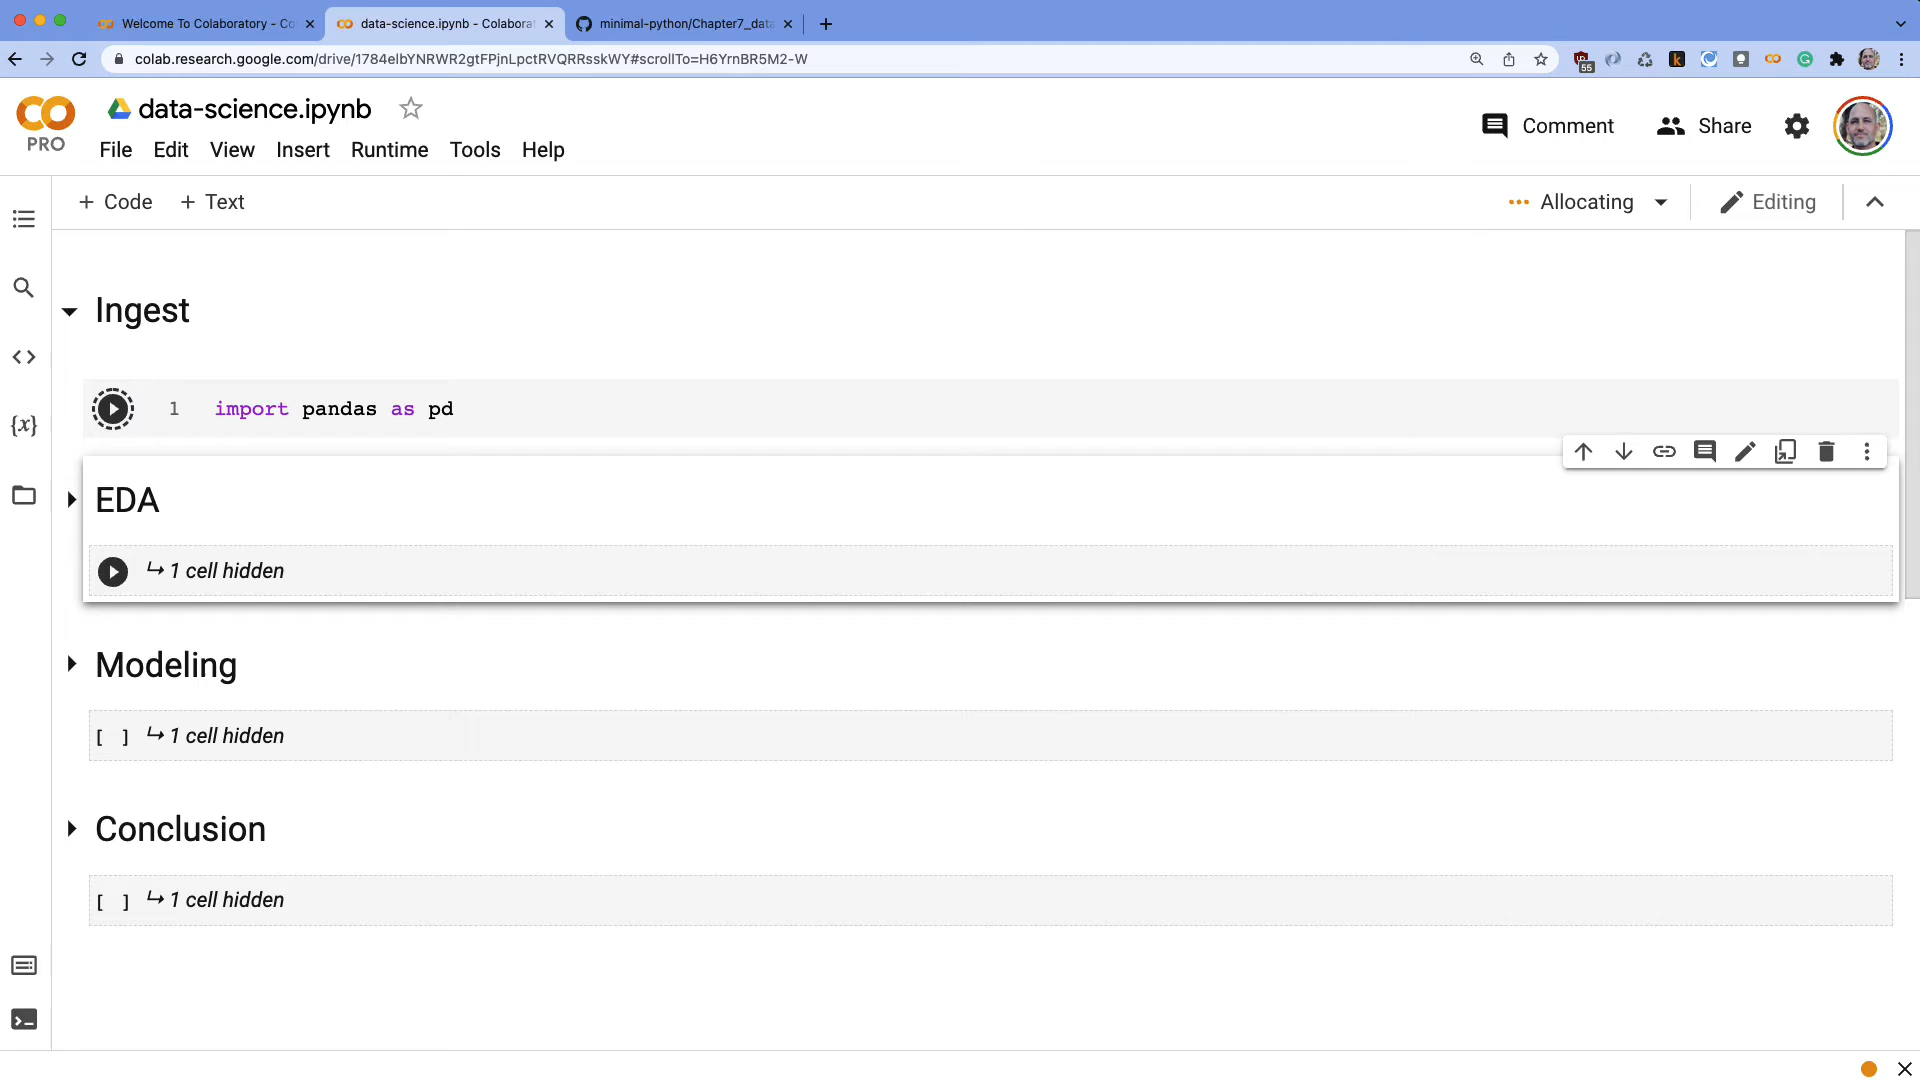 Welcome To Colaboratory - Co
data-science.ipynb - Colaborat
minimal-python/Chapter7_data
colab.research.google.com/drive/1784elbYNRWR2gtFPjnLpctRVQRRsskWY#scrollTo=H6YrnBR5M2-W
55
k
G
PRO
data-science.ipynb
Comment
Share
File Edit View Insert Runtime Tools Help
+ Code + Text
Allocating
Editing
Ingest
{x}
1 import pandas as pd
EDA
1 cell hidden
Modeling
[ ] 1 cell hidden
Conclusion
[ ] 1 cell hidden